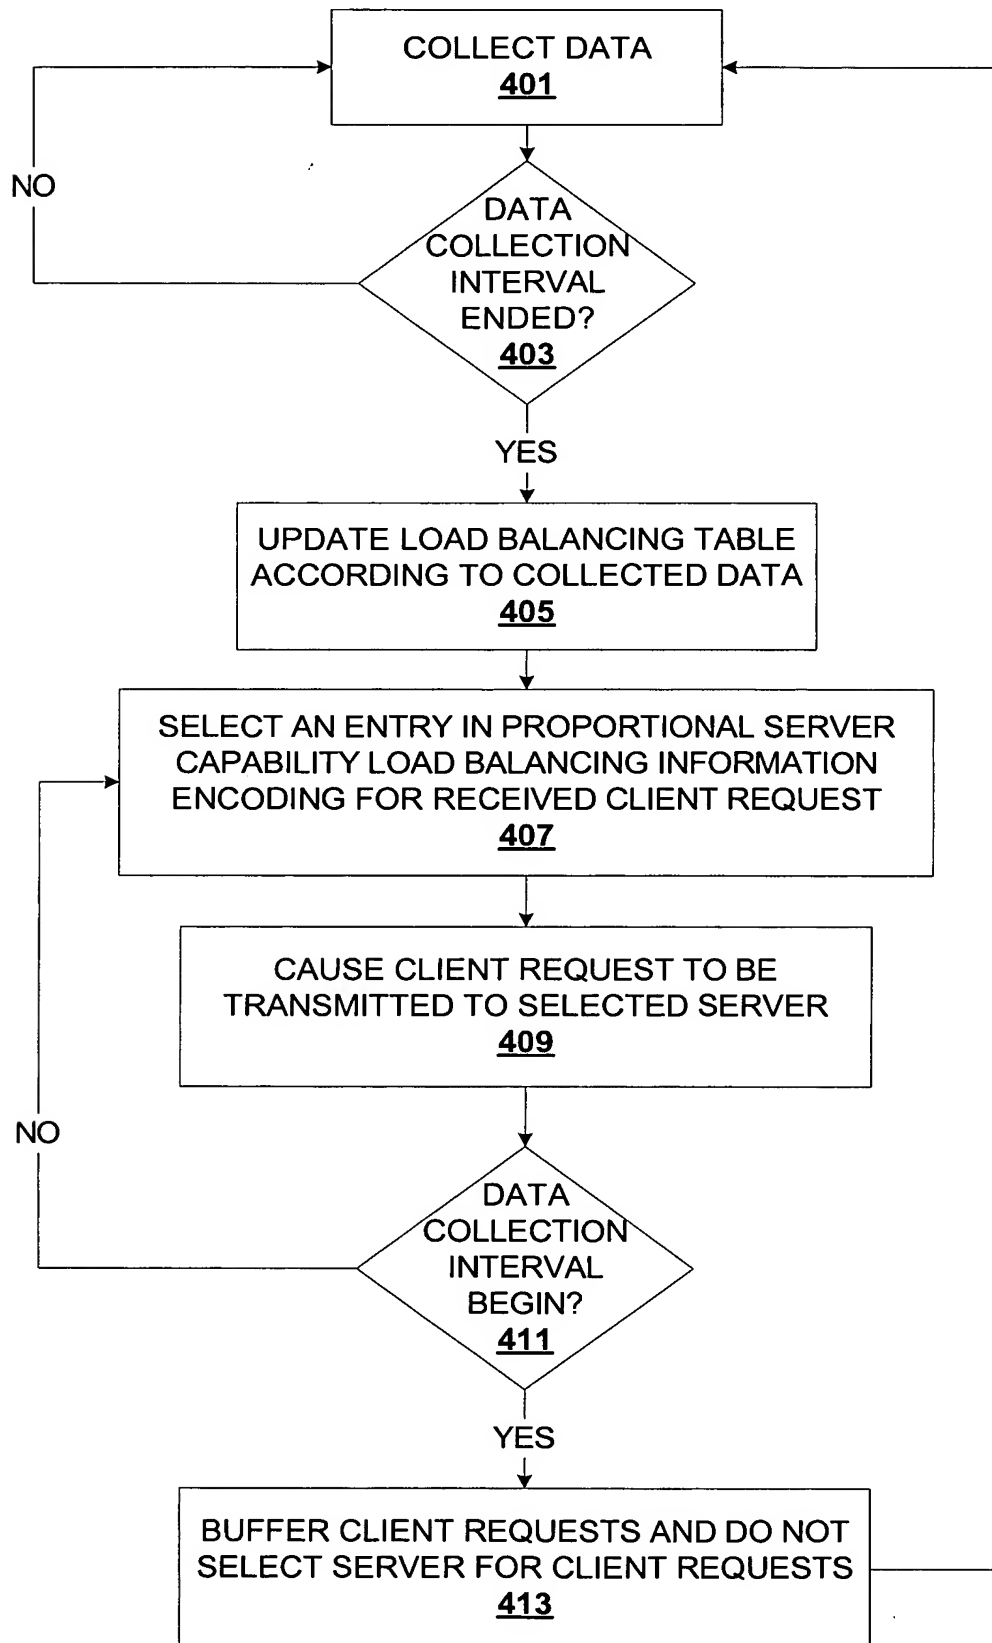 COLLECT DATA
401
NO
DATA
COLLECTION
INTERVAL
ENDED?
403
YES
UPDATE LOAD BALANCING TABLE
ACCORDING TO COLLECTED DATA
405
SELECT AN ENTRY IN PROPORTIONAL SERVER
CAPABILITY LOAD BALANCING INFORMATION
ENCODING FOR RECEIVED CLIENT REQUEST
407
CAUSE CLIENT REQUEST TO BE
TRANSMITTED TO SELECTED SERVER
409
NO
DATA
COLLECTION
INTERVAL
BEGIN?
411
YES
BUFFER CLIENT REQUESTS AND DO NOT
SELECT SERVER FOR CLIENT REQUESTS
413